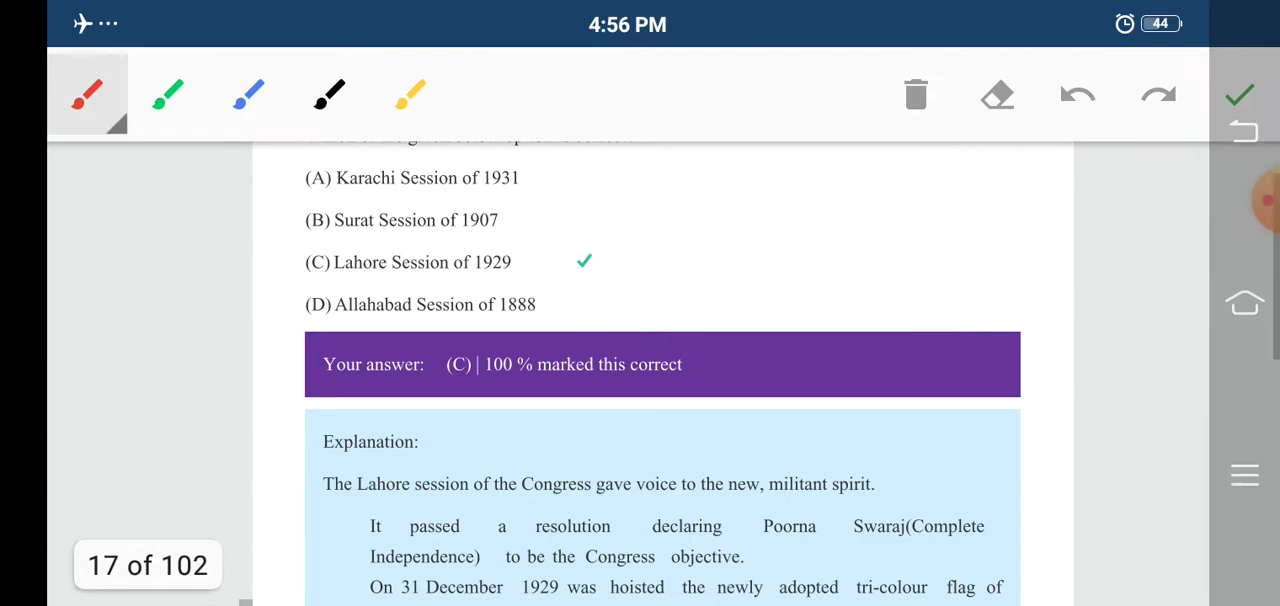 4:56 PM
44
(A) Karachi Session of 1931
(B) Surat Session of 1907
(C) Lahore Session of 1929
(D) Allahabad Session of 1888
Your answer: (C) | 100 % marked this correct
Explanation:
The Lahore session of the Congress gave voice to the new, militant spirit.
It passed a resolution declaring Poorna Swaraj(Complete
Independence) to be the Congress objective.
On 31 December 1929 was hoisted the newly adopted tri-colour flag of
17 of 102